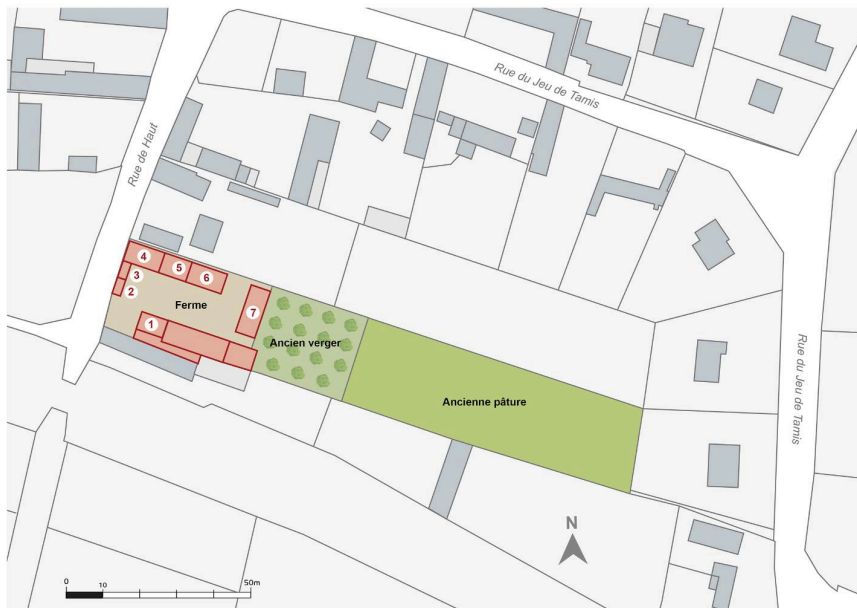 Rue du Jeu de Tamis
Rue de Haut
4
5
6
3
2
7
Ferme
1
Ancien verger
Ancienne pâture
Rue du Jeu de Tamis
N
0
10
50m